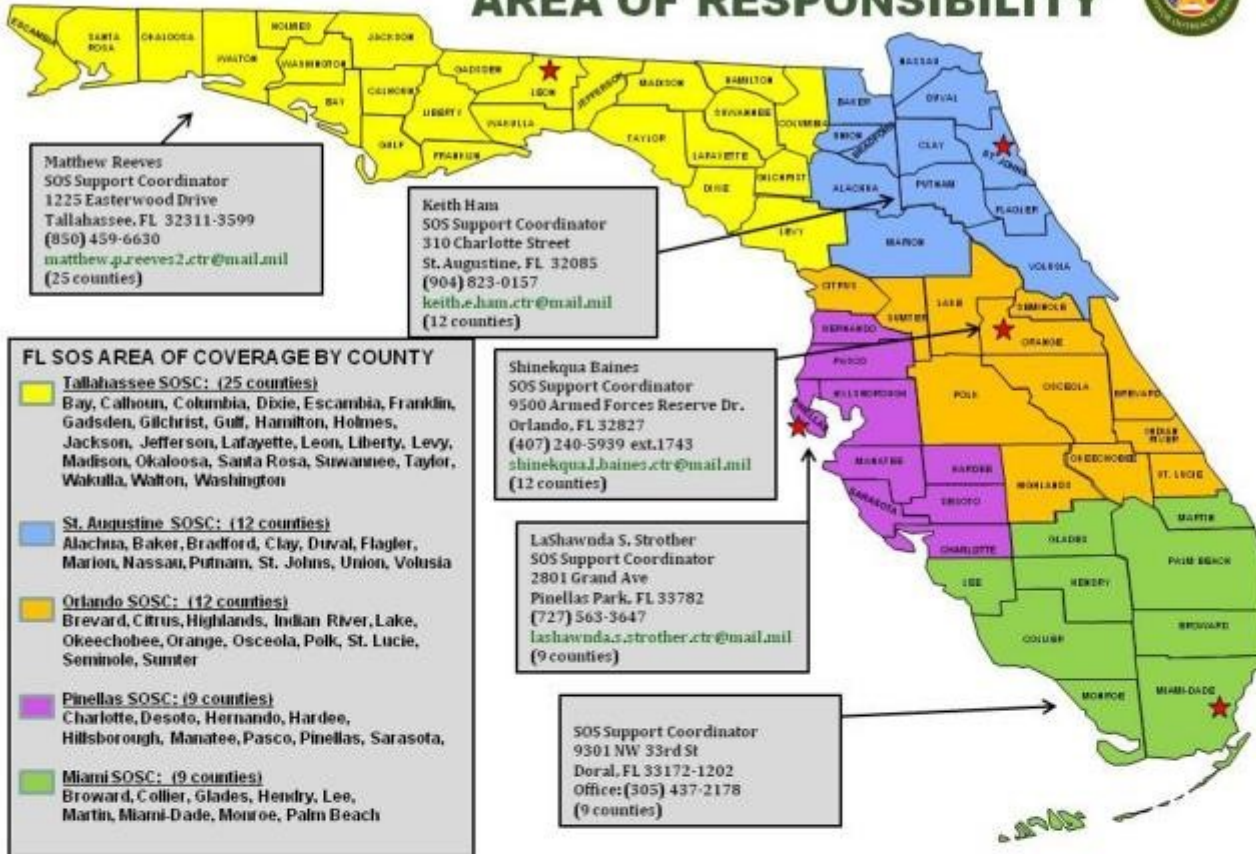 AREA OF RESPONSIBILITY
OUTREACH
ESCAMBIA
SANTA
ROSA
OKALOOSA
WALTON
HOLMES
WASHINGTON
JACKSON
BAY
CALHOUN
GULF
LIBERTY
GADSDEN
FRANKLIN
LEON
WAKULLA
JEFFERSON
MADISON
TAYLOR
HAMILTON
SUWANNEE
LAFAYETTE
DIXIE
COLUMBIA
GILCHRIST
LEVY
NASSAU
BAKER
DUVAL
UNION
BRADFORD
CLAY
ST. JOHNS
ALACHUA
PUTNAM
FLAGLER
MARION
VOLUSIA
CITRUS
SUMTER
LAKE
SEMINOLE
ORANGE
HERNANDO
PASCO
HILLSBOROUGH
PINELLAS
POLK
OSCEOLA
BREVARD
INDIAN
RIVER
MANATEE
HARDEE
OKEECHOBEE
ST. LUCIE
HIGHLANDS
SARASOTA
DESOTO
CHARLOTTE
GLADES
MARTIN
LEE
HENDRY
PALM BEACH
COLLIER
BROWARD
MONROE
MIAMI-DADE
Matthew Reeves
SOS Support Coordinator
1225 Easterwood Drive
Tallahassee, FL 32311-3599
(850) 459-6630
matthew.p.reeves2.ctr@mail.mil
(25 counties)
Keith Ham
SOS Support Coordinator
310 Charlotte Street
St. Augustine, FL 32085
(904) 823-0157
keith.e.ham.ctr@mail.mil
(12 counties)
Shinekqua Baines
SOS Support Coordinator
9500 Armed Forces Reserve Dr.
Orlando, FL 32827
(407) 240-5939 ext.1743
shinekqua.l.baines.ctr@mail.mil
(12 counties)
LaShawnda S. Strother
SOS Support Coordinator
2801 Grand Ave
Pinellas Park, FL 33782
(727) 563-3647
lashawnda.s.strother.ctr@mail.mil
(9 counties)
SOS Support Coordinator
9301 NW 33rd St
Doral, FL 33172-1202
Office: (305) 437-2178
(9 counties)
FL SOS AREA OF COVERAGE BY COUNTY
Tallahassee SOSC: (25 counties)
Bay, Calhoun, Columbia, Dixie, Escambia, Franklin,
Gadsden, Gilchrist, Gulf, Hamilton, Holmes,
Jackson, Jefferson, Lafayette, Leon, Liberty, Levy,
Madison, Okaloosa, Santa Rosa, Suwannee, Taylor,
Wakulla, Walton, Washington
St. Augustine SOSC: (12 counties)
Alachua, Baker, Bradford, Clay, Duval, Flagler,
Marion, Nassau, Putnam, St. Johns, Union, Volusia
Orlando SOSC: (12 counties)
Brevard, Citrus, Highlands, Indian River, Lake,
Okeechobee, Orange, Osceola, Polk, St. Lucie,
Seminole, Sumter
Pinellas SOSC: (9 counties)
Charlotte, Desoto, Hernando, Hardee,
Hillsborough, Manatee, Pasco, Pinellas, Sarasota,
Miami SOSC: (9 counties)
Broward, Collier, Glades, Hendry, Lee,
Martin, Miami-Dade, Monroe, Palm Beach